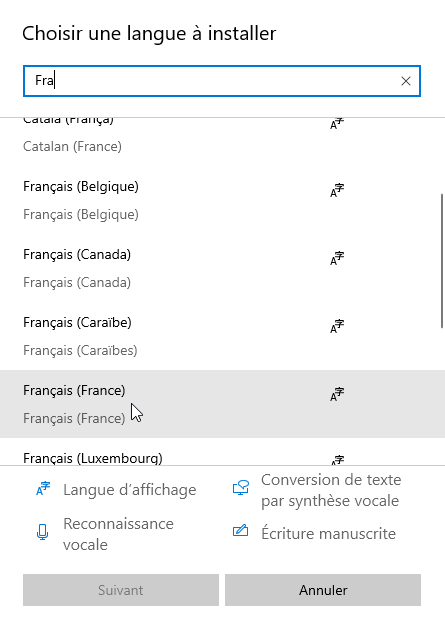 Choisir une langue à installer
Fra
Català (França)
Catalan (France)
Français (Belgique)
Français (Belgique)
Français (Canada)
Français (Canada)
Français (Caraïbe)
Français (Caraïbes)
Français (France)
Français (France)
Français (Luxembourg)
Langue d’affichage
Conversion de texte
par synthèse vocale
Reconnaissance
vocale
Écriture manuscrite
Suivant
Annuler